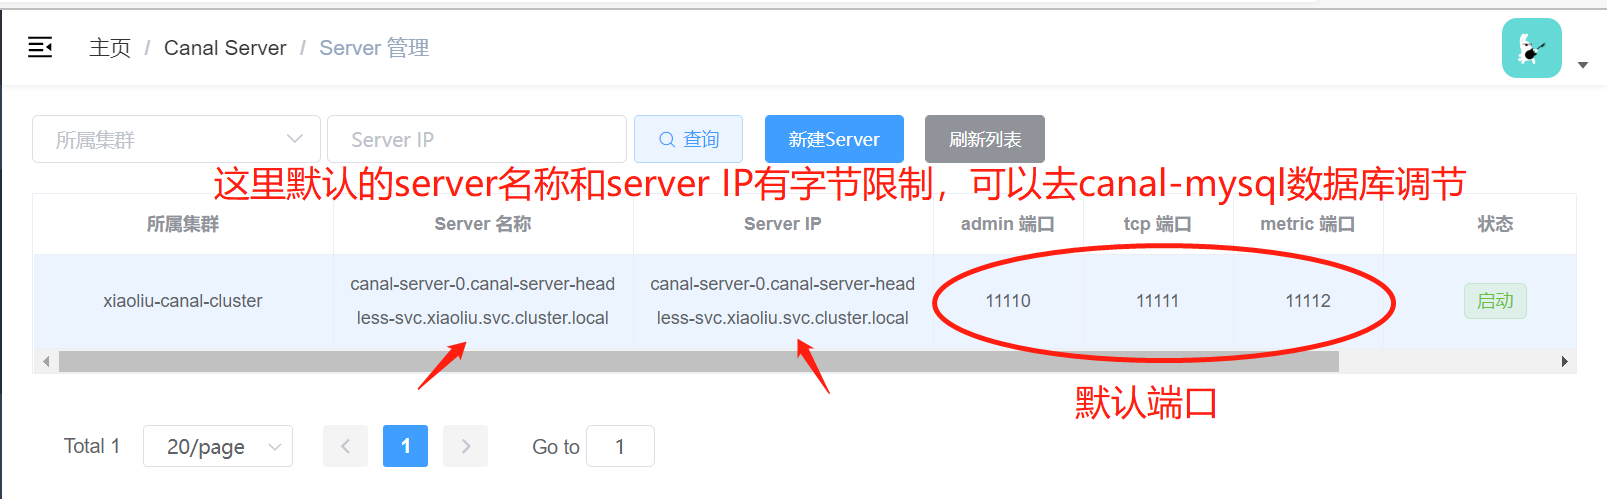 主页 / Canal Server / Server 管理
所属集群 Server IP 查询 新建Server 刷新列表
这里默认的server名称和server IP有字节限制，可以去canal-mysql数据库调节
所属集群 Server 名称 Server IP admin 端口 tcp 端口 metric 端口 状态
xiaoliu-canal-cluster canal-server-0.canal-server-head canal-server-0.canal-server-head 11110 11111 11112 启动
less-svc.xiaoliu.svc.cluster.local less-svc.xiaoliu.svc.cluster.local
默认端口
Total 1 20/page 1 Go to 1